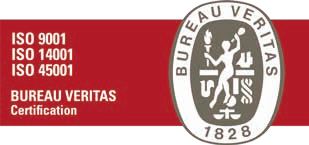 ISO 9001
ISO 14001
ISO 45001
BUREAU VERITAS
Certification
BUREAU VERITAS
1828